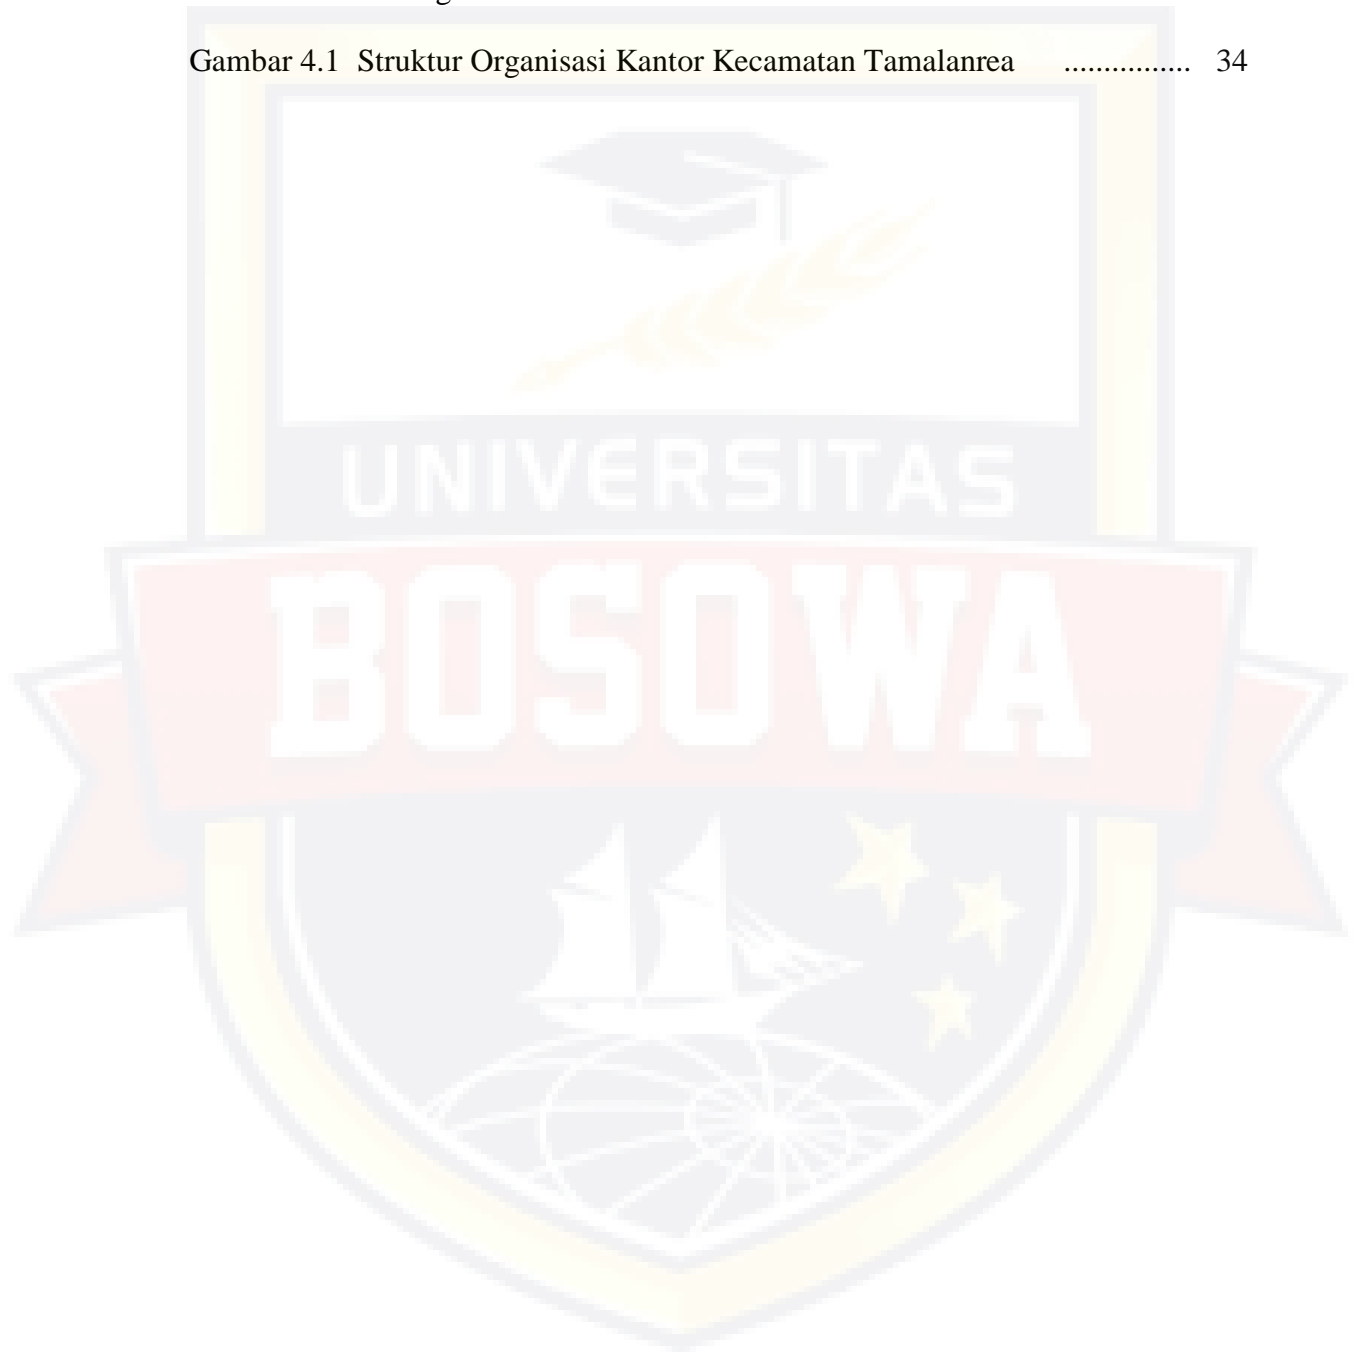 Gambar 4.1 Struktur Organisasi Kantor Kecamatan Tamalanrea ................ 34
UNIVERSITAS
BOSOWA